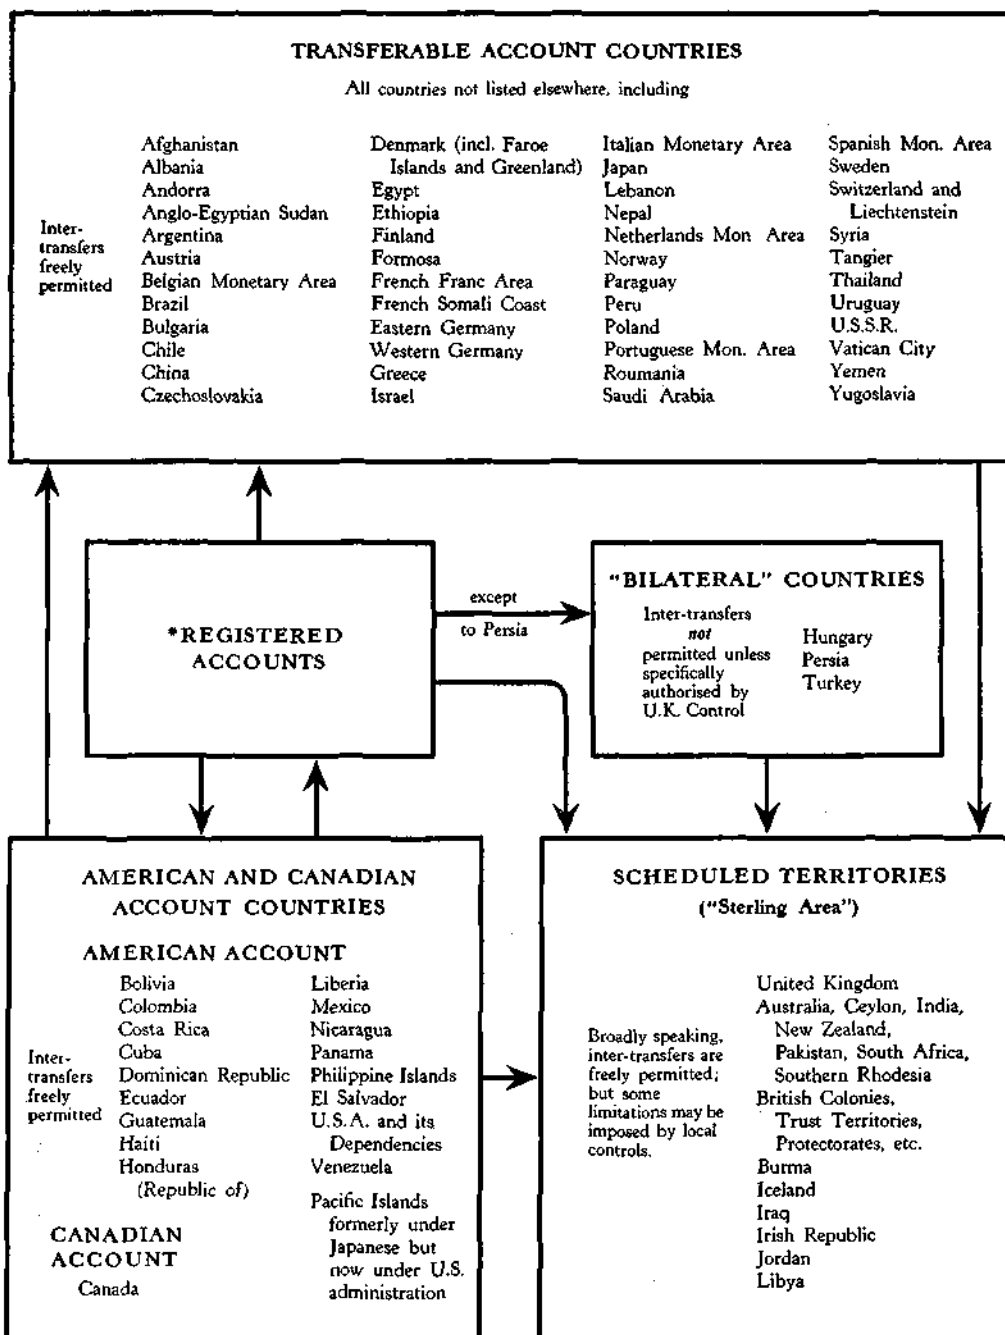 TRANSFERABLE ACCOUNT COUNTRIES
All countries not listed elsewhere, including
Inter-
transfers
freely
permitted
Afghanistan
Albania
Andorra
Anglo-Egyptian Sudan
Argentina
Austria
Belgian Monetary Area
Brazil
Bulgaria
Chile
China
Czechoslovakia
Denmark (incl. Faroe
Islands and Greenland)
Egypt
Ethiopia
Finland
Formosa
French Franc Area
French Somali Coast
Eastern Germany
Western Germany
Greece
Israel
Italian Monetary Area
Japan
Lebanon
Nepal
Netherlands Mon. Area
Norway
Paraguay
Peru
Poland
Portuguese Mon. Area
Roumania
Saudi Arabia
Spanish Mon. Area
Sweden
Switzerland and
Liechtenstein
Syria
Tangier
Thailand
Uruguay
U.S.S.R.
Vatican City
Yemen
Yugoslavia
*REGISTERED
ACCOUNTS
except
to Persia
"BILATERAL" COUNTRIES
Inter-transfers
not
permitted unless
specifically
authorised by
U.K. Control
Hungary
Persia
Turkey
AMERICAN AND CANADIAN
ACCOUNT COUNTRIES
AMERICAN ACCOUNT
Inter-
transfers
freely
permitted
Bolivia
Colombia
Costa Rica
Cuba
Dominican Republic
Ecuador
Guatemala
Haiti
Honduras
(Republic of)
Liberia
Mexico
Nicaragua
Panama
Philippine Islands
El Salvador
U.S.A. and its
Dependencies
Venezuela
Pacific Islands
formerly under
Japanese but
now under U.S.
administration
CANADIAN
ACCOUNT
Canada
SCHEDULED TERRITORIES
("Sterling Area")
Broadly speaking,
inter-transfers are
freely permitted;
but some
limitations may be
imposed by local
controls.
United Kingdom
Australia, Ceylon, India,
New Zealand,
Pakistan, South Africa,
Southern Rhodesia
British Colonies,
Trust Territories,
Protectorates, etc.
Burma
Iceland
Iraq
Irish Republic
Jordan
Libya